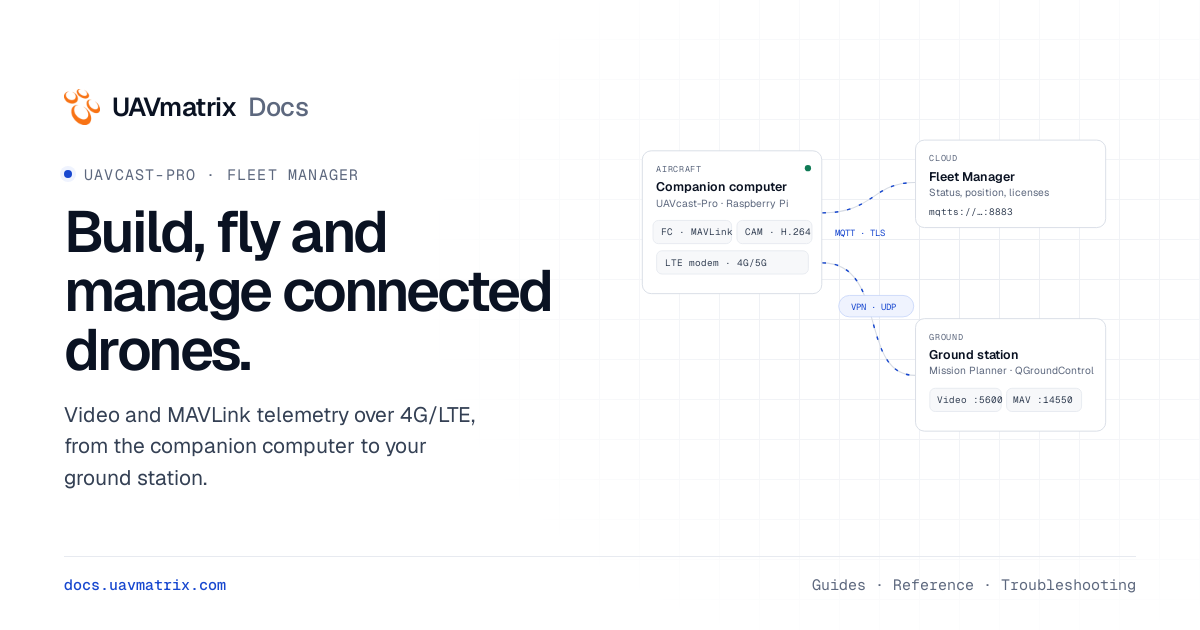 UAVmatrix Docs
UAVCAST-PRO · FLEET MANAGER
Build, fly and
manage connected
drones.
Video and MAVLink telemetry over 4G/LTE,
from the companion computer to your
ground station.
AIRCRAFT
Companion computer
UAVcast-Pro · Raspberry Pi
FC · MAVLink
CAM · H.264
LTE modem · 4G/5G
MQTT · TLS
VPN · UDP
CLOUD
Fleet Manager
Status, position, licenses
mqtts://…:8883
GROUND
Ground station
Mission Planner · QGroundControl
Video :5600
MAV :14550
docs.uavmatrix.com
Guides · Reference · Troubleshooting